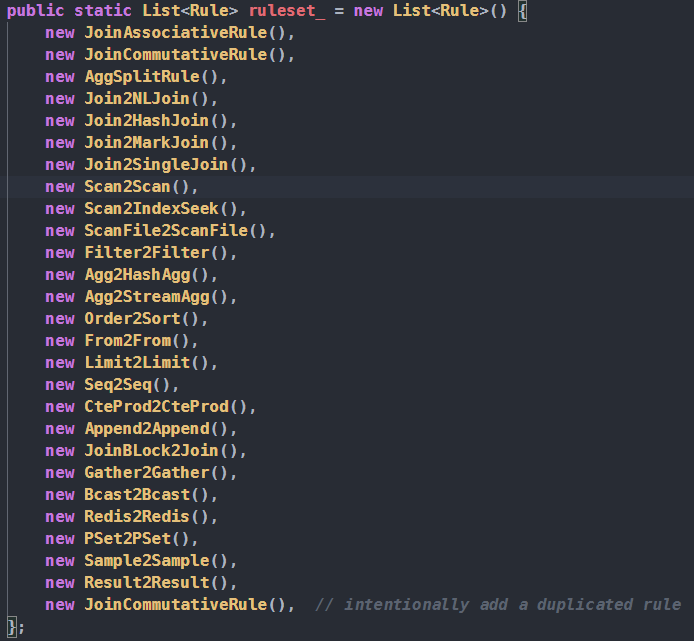 public static List<Rule> ruleset_ = new List<Rule>() {
new JoinAssociativeRule(),
new JoinCommutativeRule(),
new AggSplitRule(),
new Join2NLJoin(),
new Join2HashJoin(),
new Join2MarkJoin(),
new Join2SingleJoin(),
new Scan2Scan(),
new Scan2IndexSeek(),
new ScanFile2ScanFile(),
new Filter2Filter(),
new Agg2HashAgg(),
new Agg2StreamAgg(),
new Order2Sort(),
new From2From(),
new Limit2Limit(),
new Seq2Seq(),
new CteProd2CteProd(),
new Append2Append(),
new JoinBLock2Join(),
new Gather2Gather(),
new Bcast2Bcast(),
new Redis2Redis(),
new PSet2PSet(),
new Sample2Sample(),
new Result2Result(),
new JoinCommutativeRule(),  // intentionally add a duplicated rule
};